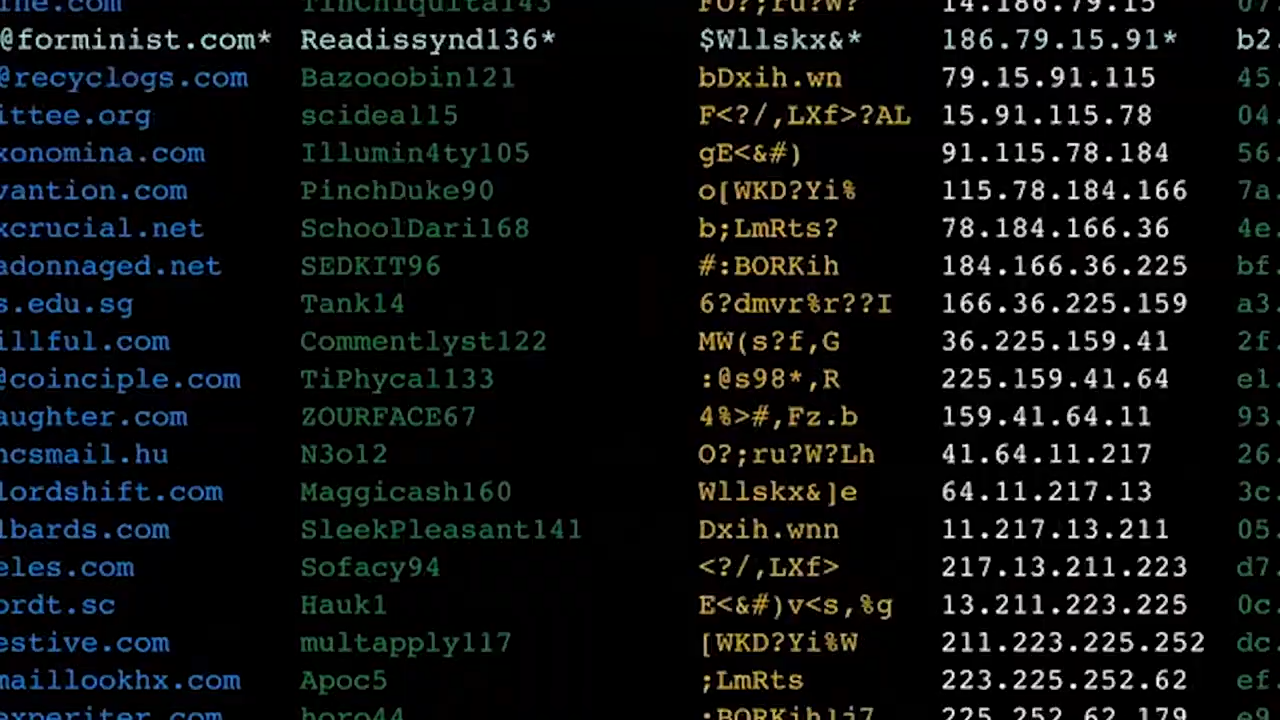 @forminist.com* Readissynd136* $Wllskx&* 186.79.15.91* b2
@recyclogs.com Bazooobin121 bDxih.wn 79.15.91.115 45
ittee.org scidea115 F<?/,LXf>?AL 15.91.115.78 04
xonomina.com Illumin4ty105 gE<&#) 91.115.78.184 56
vantion.com PinchDuke90 o[WKD?Yi% 115.78.184.166 7a
xcrucial.net SchoolDari168 b;LmRts? 78.184.166.36 4e
adonnaged.net SEDKIT96 #:BORKih 184.166.36.225 bf
s.edu.sg Tank14 6?dmvr%r??I 166.36.225.159 a3
illful.com Commentlyst122 MW(s?f,G 36.225.159.41 2f
@coinciple.com TiPhycal133 :@s98*,R 225.159.41.64 e1
aughter.com ZOURFACE67 4%>#,Fz.b 159.41.64.11 93
ncsmail.hu N3o12 O?;ru?W?Lh 41.64.11.217 26
lordshift.com Maggicash160 Wllskx&]e 64.11.217.13 3c
lbards.com SleekPleasant141 Dxih.wnn 11.217.13.211 05
eles.com Sofacy94 <?/,LXf> 217.13.211.223 d7
ordt.sc Hauk1 E<&#)v<s,%g 13.211.223.225 0c
estive.com multapply117 [WKD?Yi%W 211.223.225.252 dc
maillookhx.com Apoc5 ;LmRts 223.225.252.62 ef